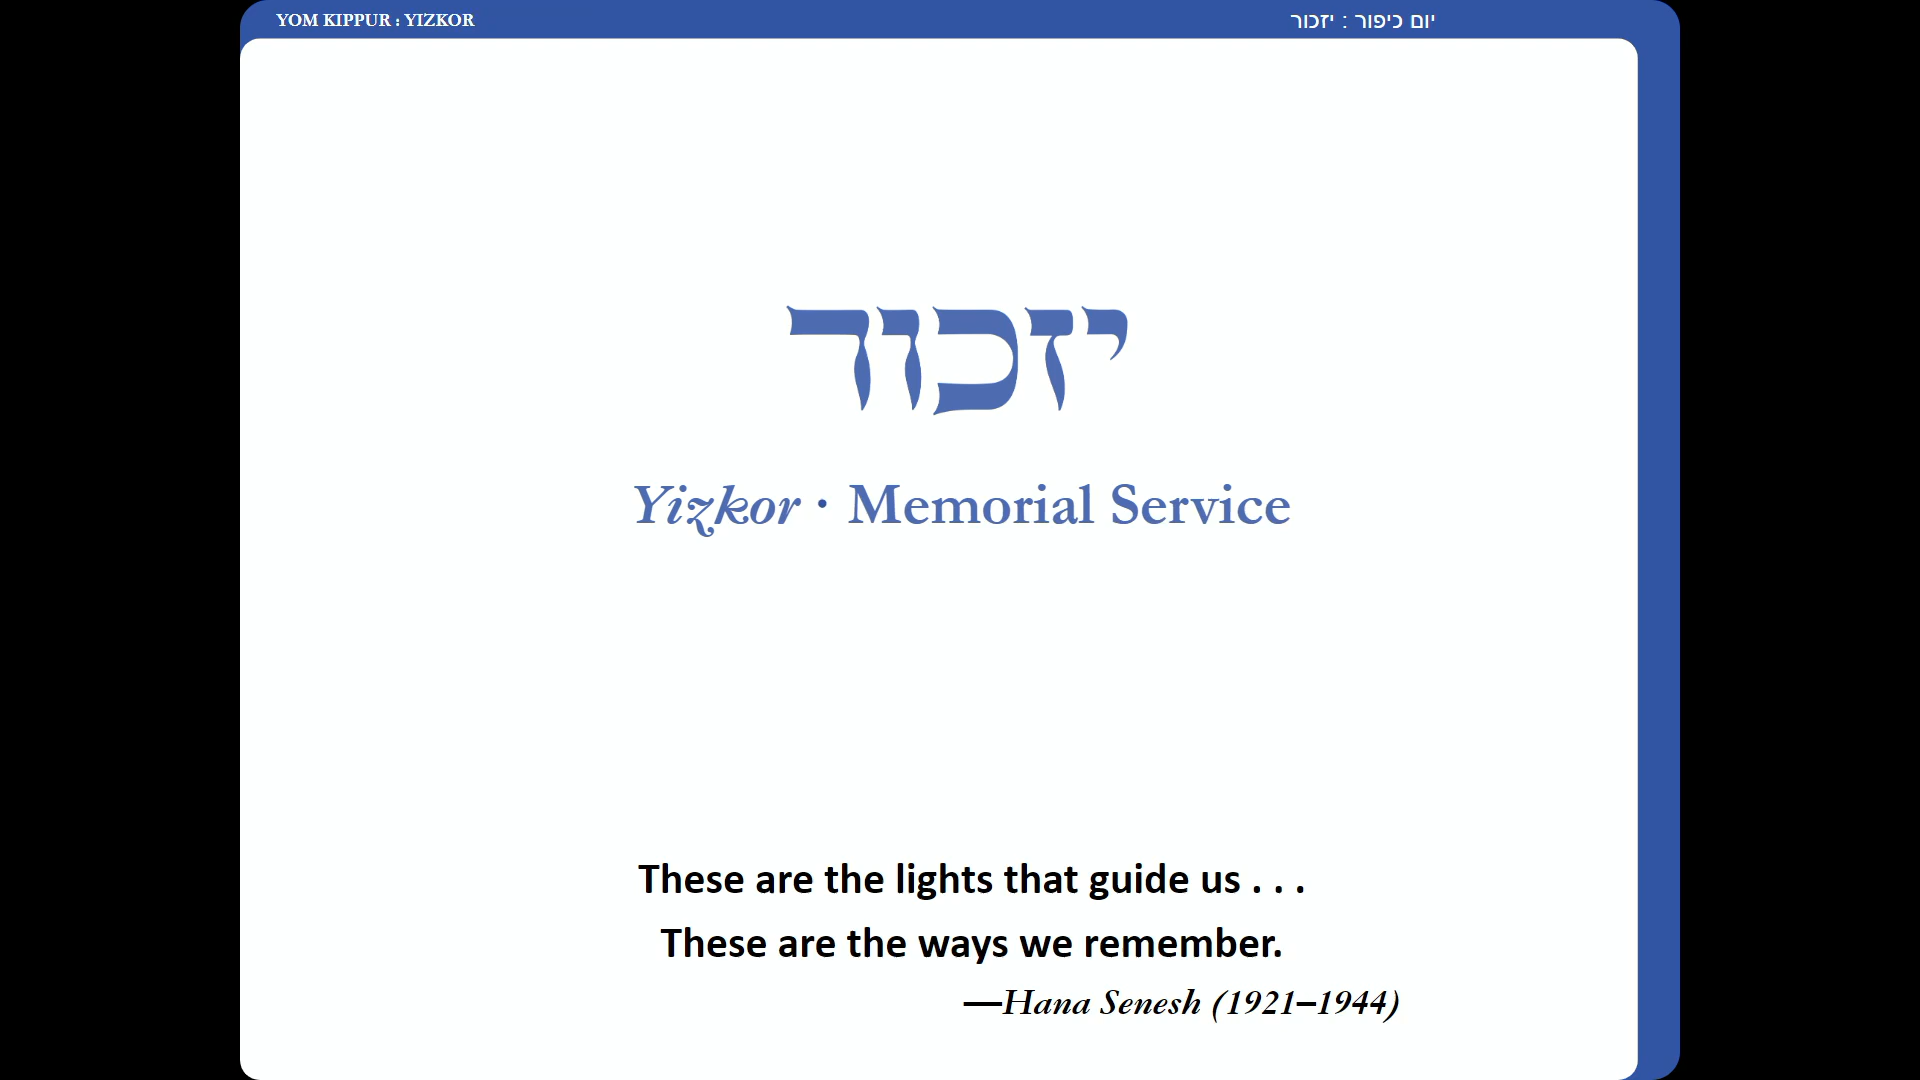 YOM KIPPUR : YIZKOR
יום כיפור : יזכור
יזכור
Yizkor · Memorial Service
These are the lights that guide us . . .
These are the ways we remember.
—Hana Senesh (1921–1944)